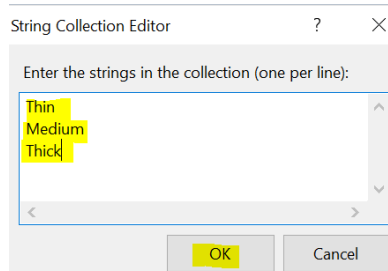 String Collection Editor ? ×
Enter the strings in the collection (one per line):
Thin
Medium
Thick
OK Cancel